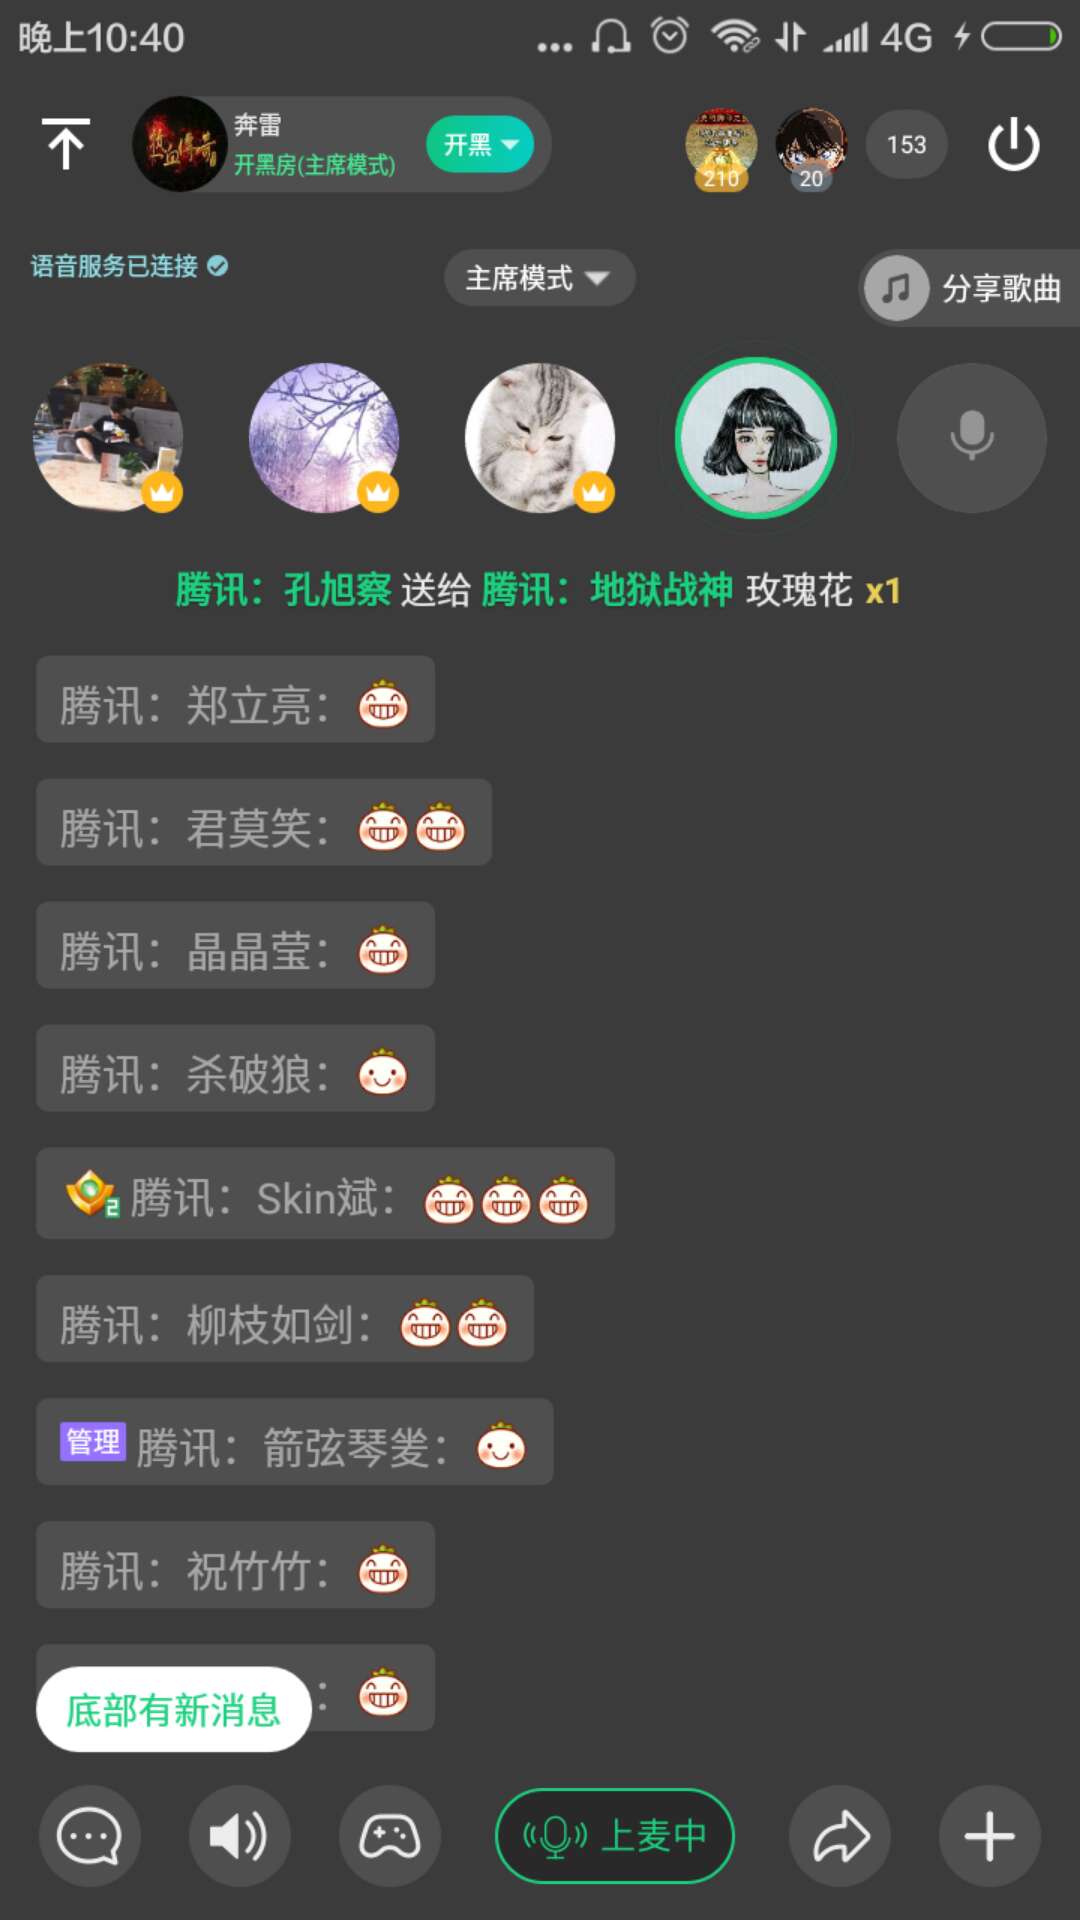 晚上10:40
4G
奔雷
开黑房(主席模式)
开黑
210
20
153
语音服务已连接
主席模式
分享歌曲
腾讯：孔旭察 送给 腾讯：地狱战神 玫瑰花 x1
腾讯：郑立亮：
腾讯：君莫笑：
腾讯：晶晶莹：
腾讯：杀破狼：
2 腾讯：Skin斌：
腾讯：柳枝如剑：
管理 腾讯：箭弦琴
腾讯：祝竹竹：
底部有新消息
上麦中